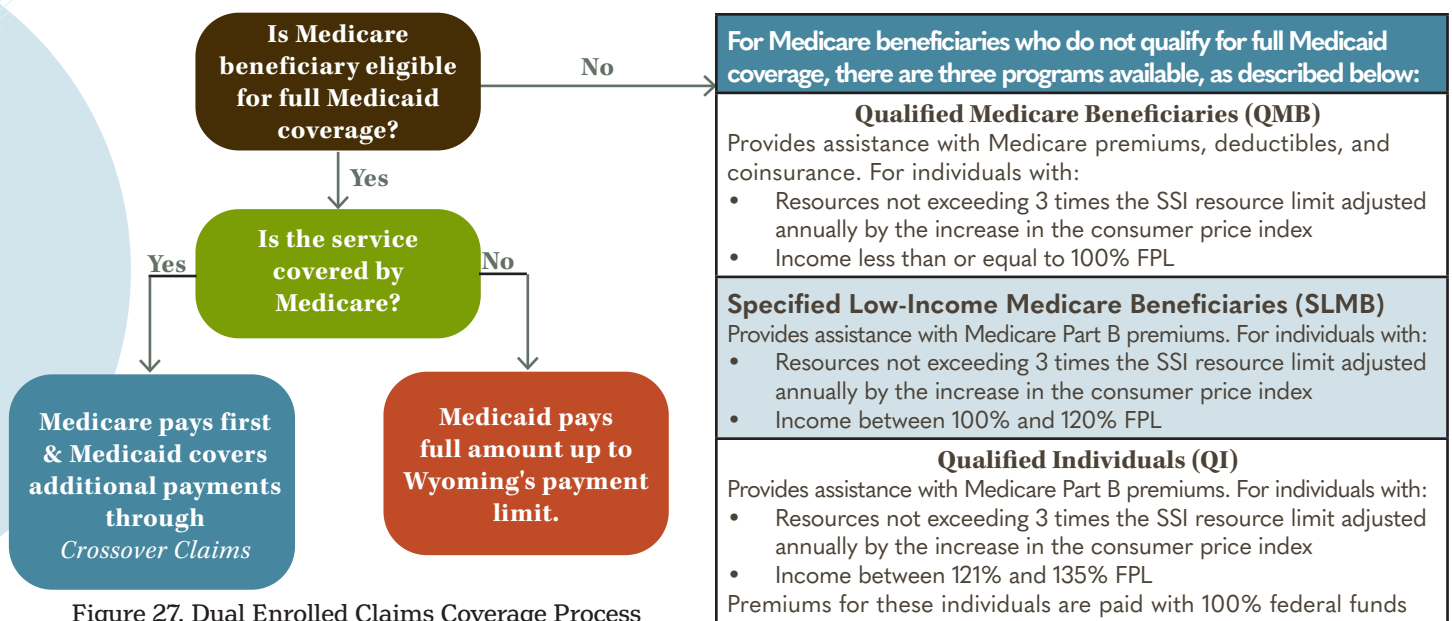 Is Medicare
beneficiary eligible
for full Medicaid
coverage?
No
Yes
Is the service
covered by
Medicare?
Yes
No
Medicare pays first
& Medicaid covers
additional payments
through
Crossover Claims
Medicaid pays
full amount up to
Wyoming's payment
limit.
Figure 27. Dual Enrolled Claims Coverage Process
For Medicare beneficiaries who do not qualify for full Medicaid
coverage, there are three programs available, as described below:
Qualified Medicare Beneficiaries (QMB)
Provides assistance with Medicare premiums, deductibles, and
coinsurance. For individuals with:
• Resources not exceeding 3 times the SSI resource limit adjusted
annually by the increase in the consumer price index
• Income less than or equal to 100% FPL
Specified Low-Income Medicare Beneficiaries (SLMB)
Provides assistance with Medicare Part B premiums. For individuals with:
• Resources not exceeding 3 times the SSI resource limit adjusted
annually by the increase in the consumer price index
• Income between 100% and 120% FPL
Qualified Individuals (QI)
Provides assistance with Medicare Part B premiums. For individuals with:
• Resources not exceeding 3 times the SSI resource limit adjusted
annually by the increase in the consumer price index
• Income between 121% and 135% FPL
Premiums for these individuals are paid with 100% federal funds